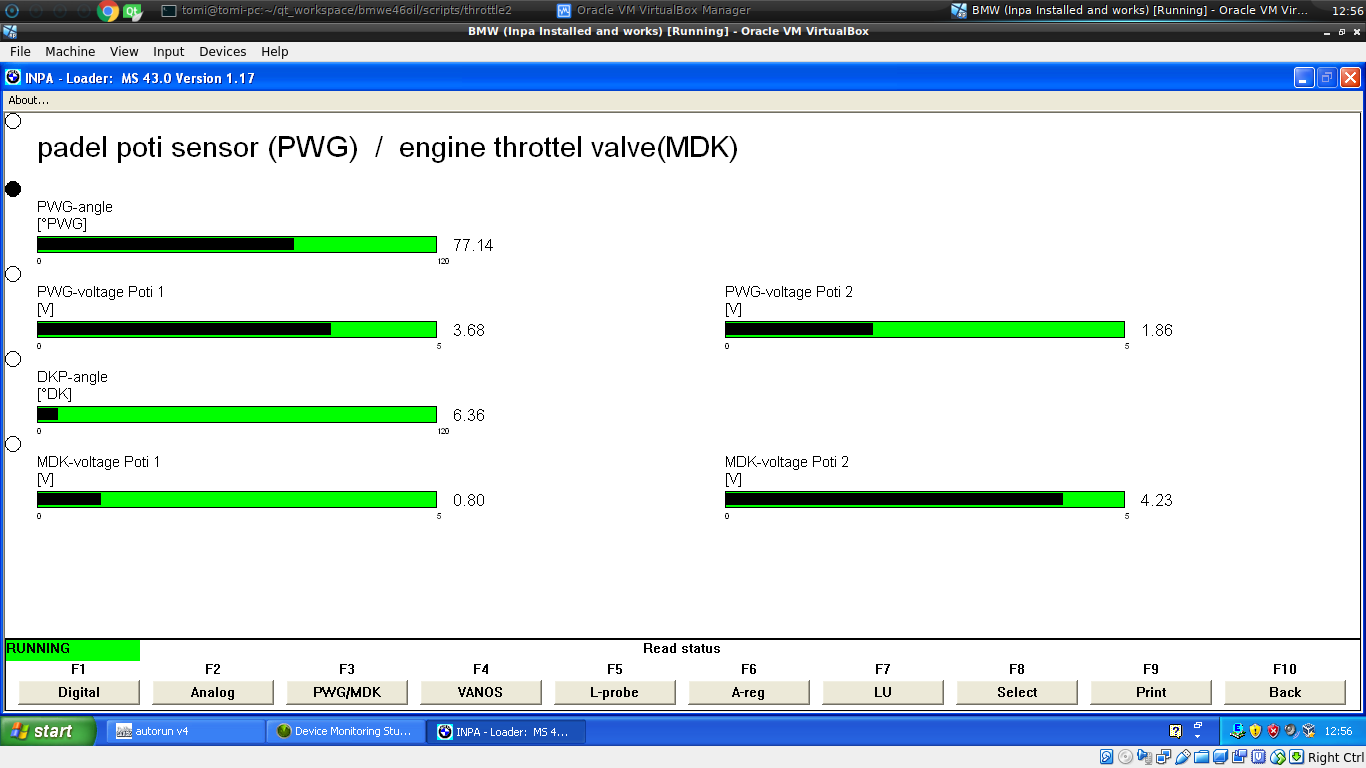 tomi@tomi-pc:~/qt_workspace/bmwe46oil/scripts/throttle2
Oracle VM VirtualBox Manager
BMW (Inpa Installed and works) [Running] - Oracle VM Vir...
12:56
BMW (Inpa Installed and works) [Running] - Oracle VM VirtualBox
File Machine View Input Devices Help
INPA - Loader: MS 43.0 Version 1.17
About...
padel poti sensor (PWG) / engine throttel valve(MDK)
PWG-angle
[°PWG]
77.14
0 120
PWG-voltage Poti 1
[V]
3.68
0 5
PWG-voltage Poti 2
[V]
1.86
0 5
DKP-angle
[°DK]
6.36
0 120
MDK-voltage Poti 1
[V]
0.80
0 5
MDK-voltage Poti 2
[V]
4.23
0 5
RUNNING
Read status
F1 F2 F3 F4 F5 F6 F7 F8 F9 F10
Digital Analog PWG/MDK VANOS L-probe A-reg LU Select Print Back
start
autorun v4
Device Monitoring Stu...
INPA - Loader: MS 4...
12:56
Right Ctrl